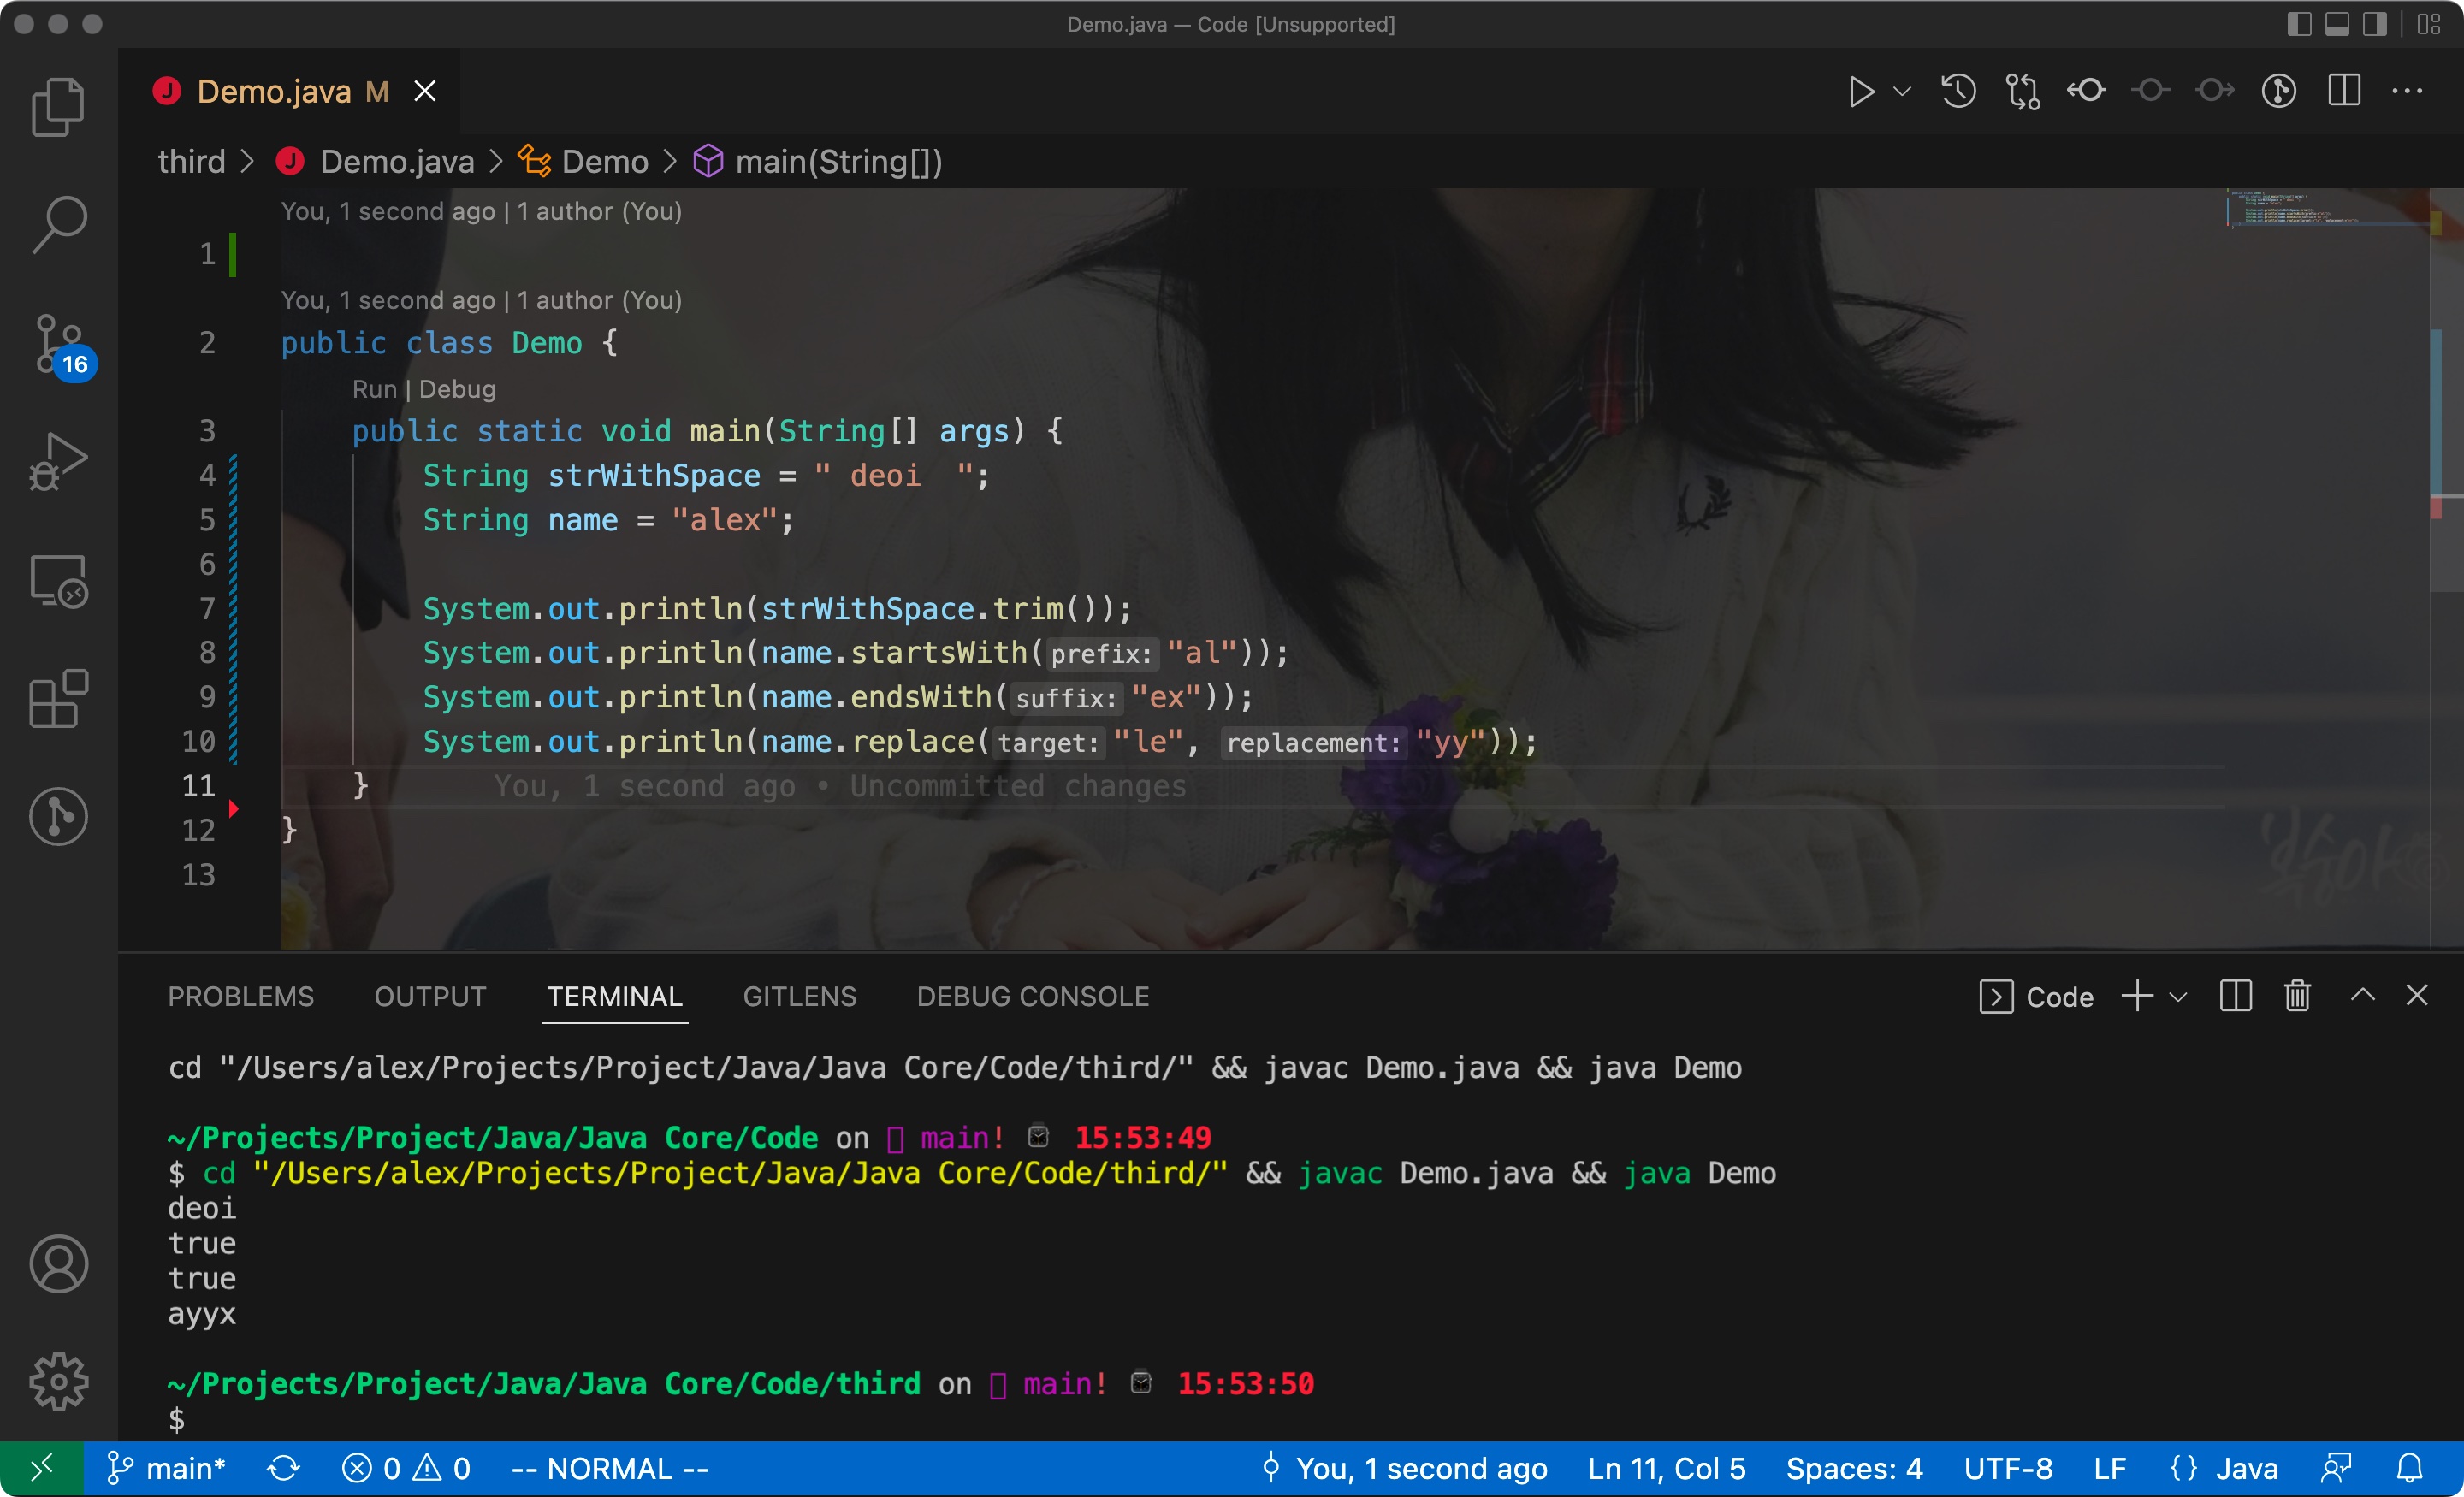 Demo.java — Code [Unsupported]
Demo.java M
third > Demo.java > Demo > main(String[])
You, 1 second ago | 1 author (You)
1
You, 1 second ago | 1 author (You)
2 public class Demo {
Run | Debug
3 public static void main(String[] args) {
4 String strWithSpace = " deoi  ";
5 String name = "alex";
6
7 System.out.println(strWithSpace.trim());
8 System.out.println(name.startsWith(prefix: "al"));
9 System.out.println(name.endsWith(suffix: "ex"));
10 System.out.println(name.replace(target: "le", replacement: "yy"));
11 } You, 1 second ago • Uncommitted changes
12 }
13
16
복숭아
PROBLEMS OUTPUT TERMINAL GITLENS DEBUG CONSOLE Code
cd "/Users/alex/Projects/Project/Java/Java Core/Code/third/" && javac Demo.java && java Demo
~/Projects/Project/Java/Java Core/Code on main! 15:53:49
$ cd "/Users/alex/Projects/Project/Java/Java Core/Code/third/" && javac Demo.java && java Demo
deoi
true
true
ayyx
~/Projects/Project/Java/Java Core/Code/third on main! 15:53:50
$
main* 0 0 -- NORMAL -- You, 1 second ago Ln 11, Col 5 Spaces: 4 UTF-8 LF {} Java